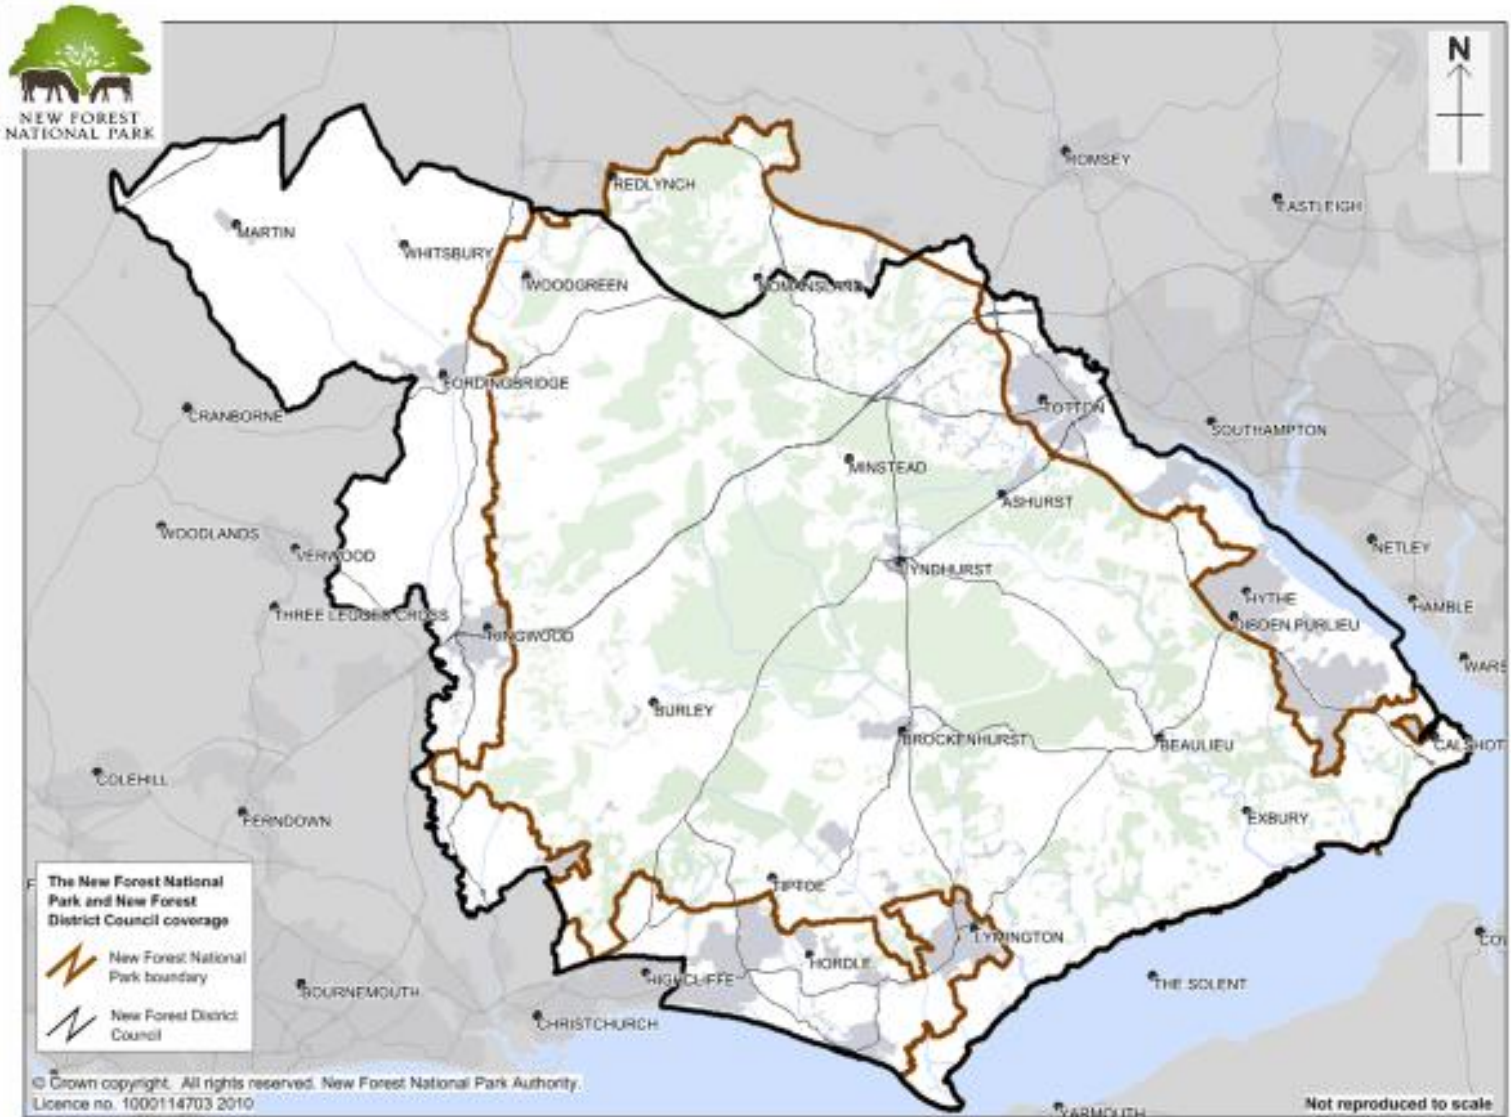 NEW FOREST
NATIONAL PARK
N
ROMSEY
REDLYNCH
EASTLEIGH
MARTIN
WHITSBURY
WOODGREEN
NOMANSLAND
FORDINGBRIDGE
CRANBORNE
TOTTON
SOUTHAMPTON
MINSTEAD
ASHURST
WOODLANDS
VERWOOD
NETLEY
LYNDHURST
HYTHE
HAMBLE
THREE LEGGED CROSS
DIBDEN PURLIEU
RINGWOOD
WARS
BURLEY
BROCKENHURST
BEAULIEU
CALSHOT
COLEHILL
FERNDOWN
EXBURY
TIPTOE
LYMINGTON
HORDLE
HIGHCLIFFE
THE SOLENT
BOURNEMOUTH
CHRISTCHURCH
YARMOUTH
The New Forest National
Park and New Forest
District Council coverage
New Forest National
Park boundary
New Forest District
Council
© Crown copyright. All rights reserved. New Forest National Park Authority.
Licence no. 1000114703 2010
Not reproduced to scale